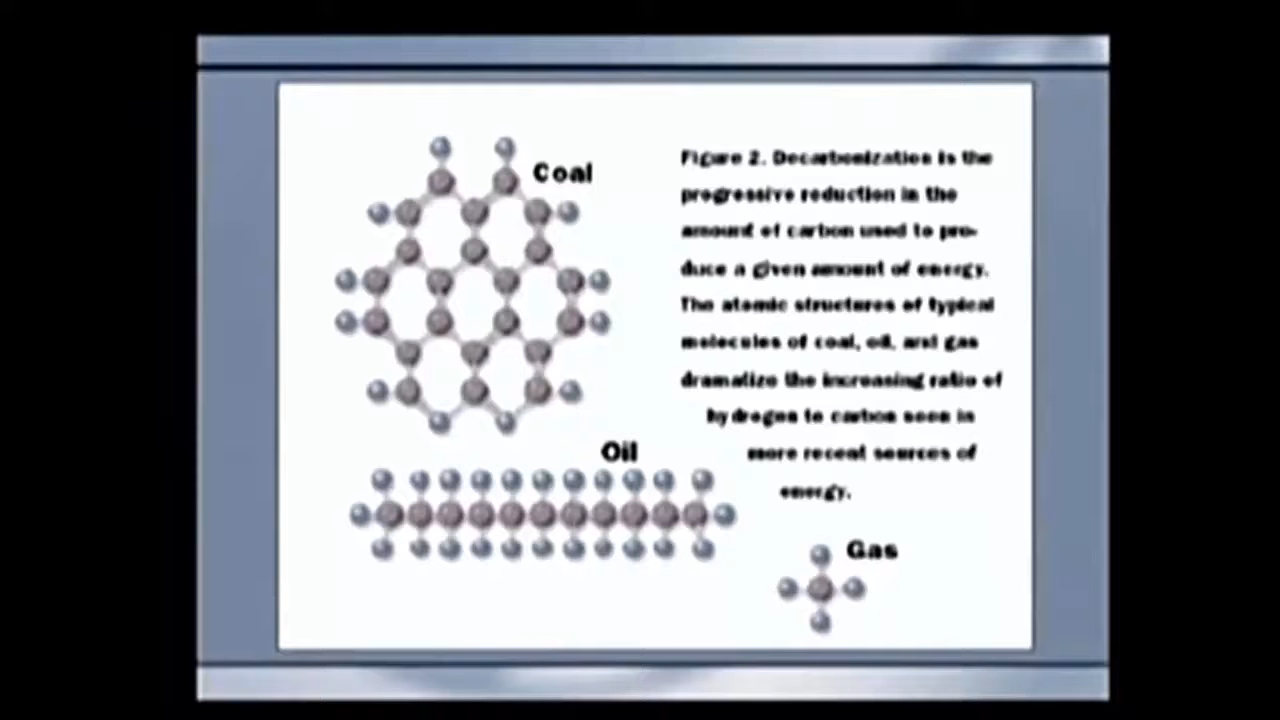 Coal
Figure 2. Decarbonization is the
progressive reduction in the
amount of carbon used to pro-
duce a given amount of energy.
The atomic structures of typical
molecules of coal, oil, and gas
dramatize the increasing ratio of
hydrogen to carbon seen in
more recent sources of
energy.
Oil
Gas